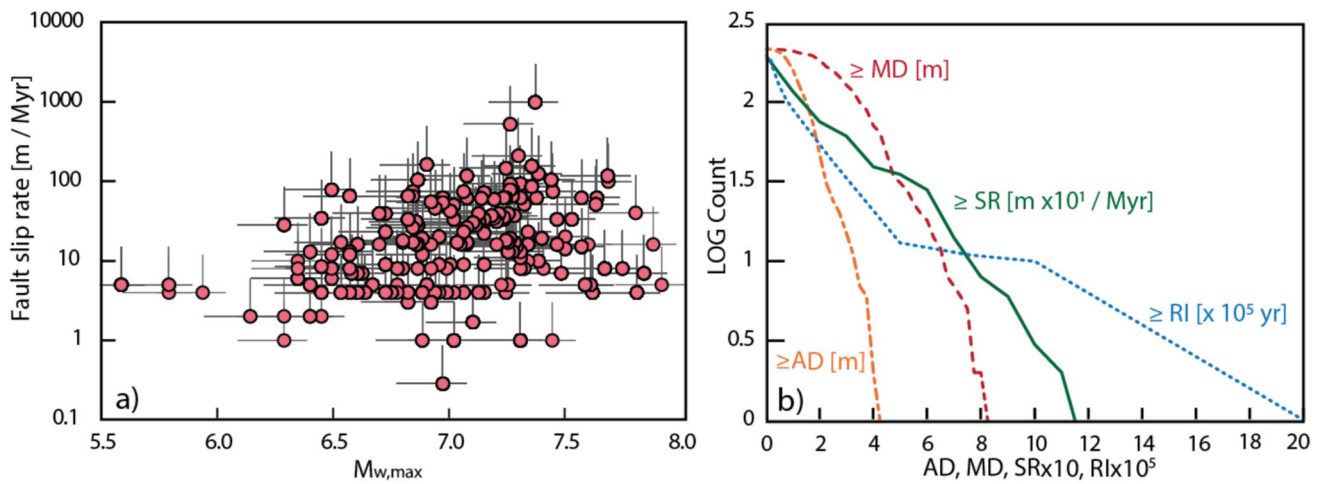 10000
1000
100
10
1
0.1
Fault slip rate [m / Myr]
a)
5.5 6.0 6.5 7.0 7.5 8.0
Mw,max
2.5
2
1.5
1
0.5
0
LOG Count
≥ MD [m]
≥ SR [m x10¹ / Myr]
≥ RI [x 10⁵ yr]
≥AD [m]
b)
0 2 4 6 8 10 12 14 16 18 20
AD, MD, SRx10, RIx10⁵